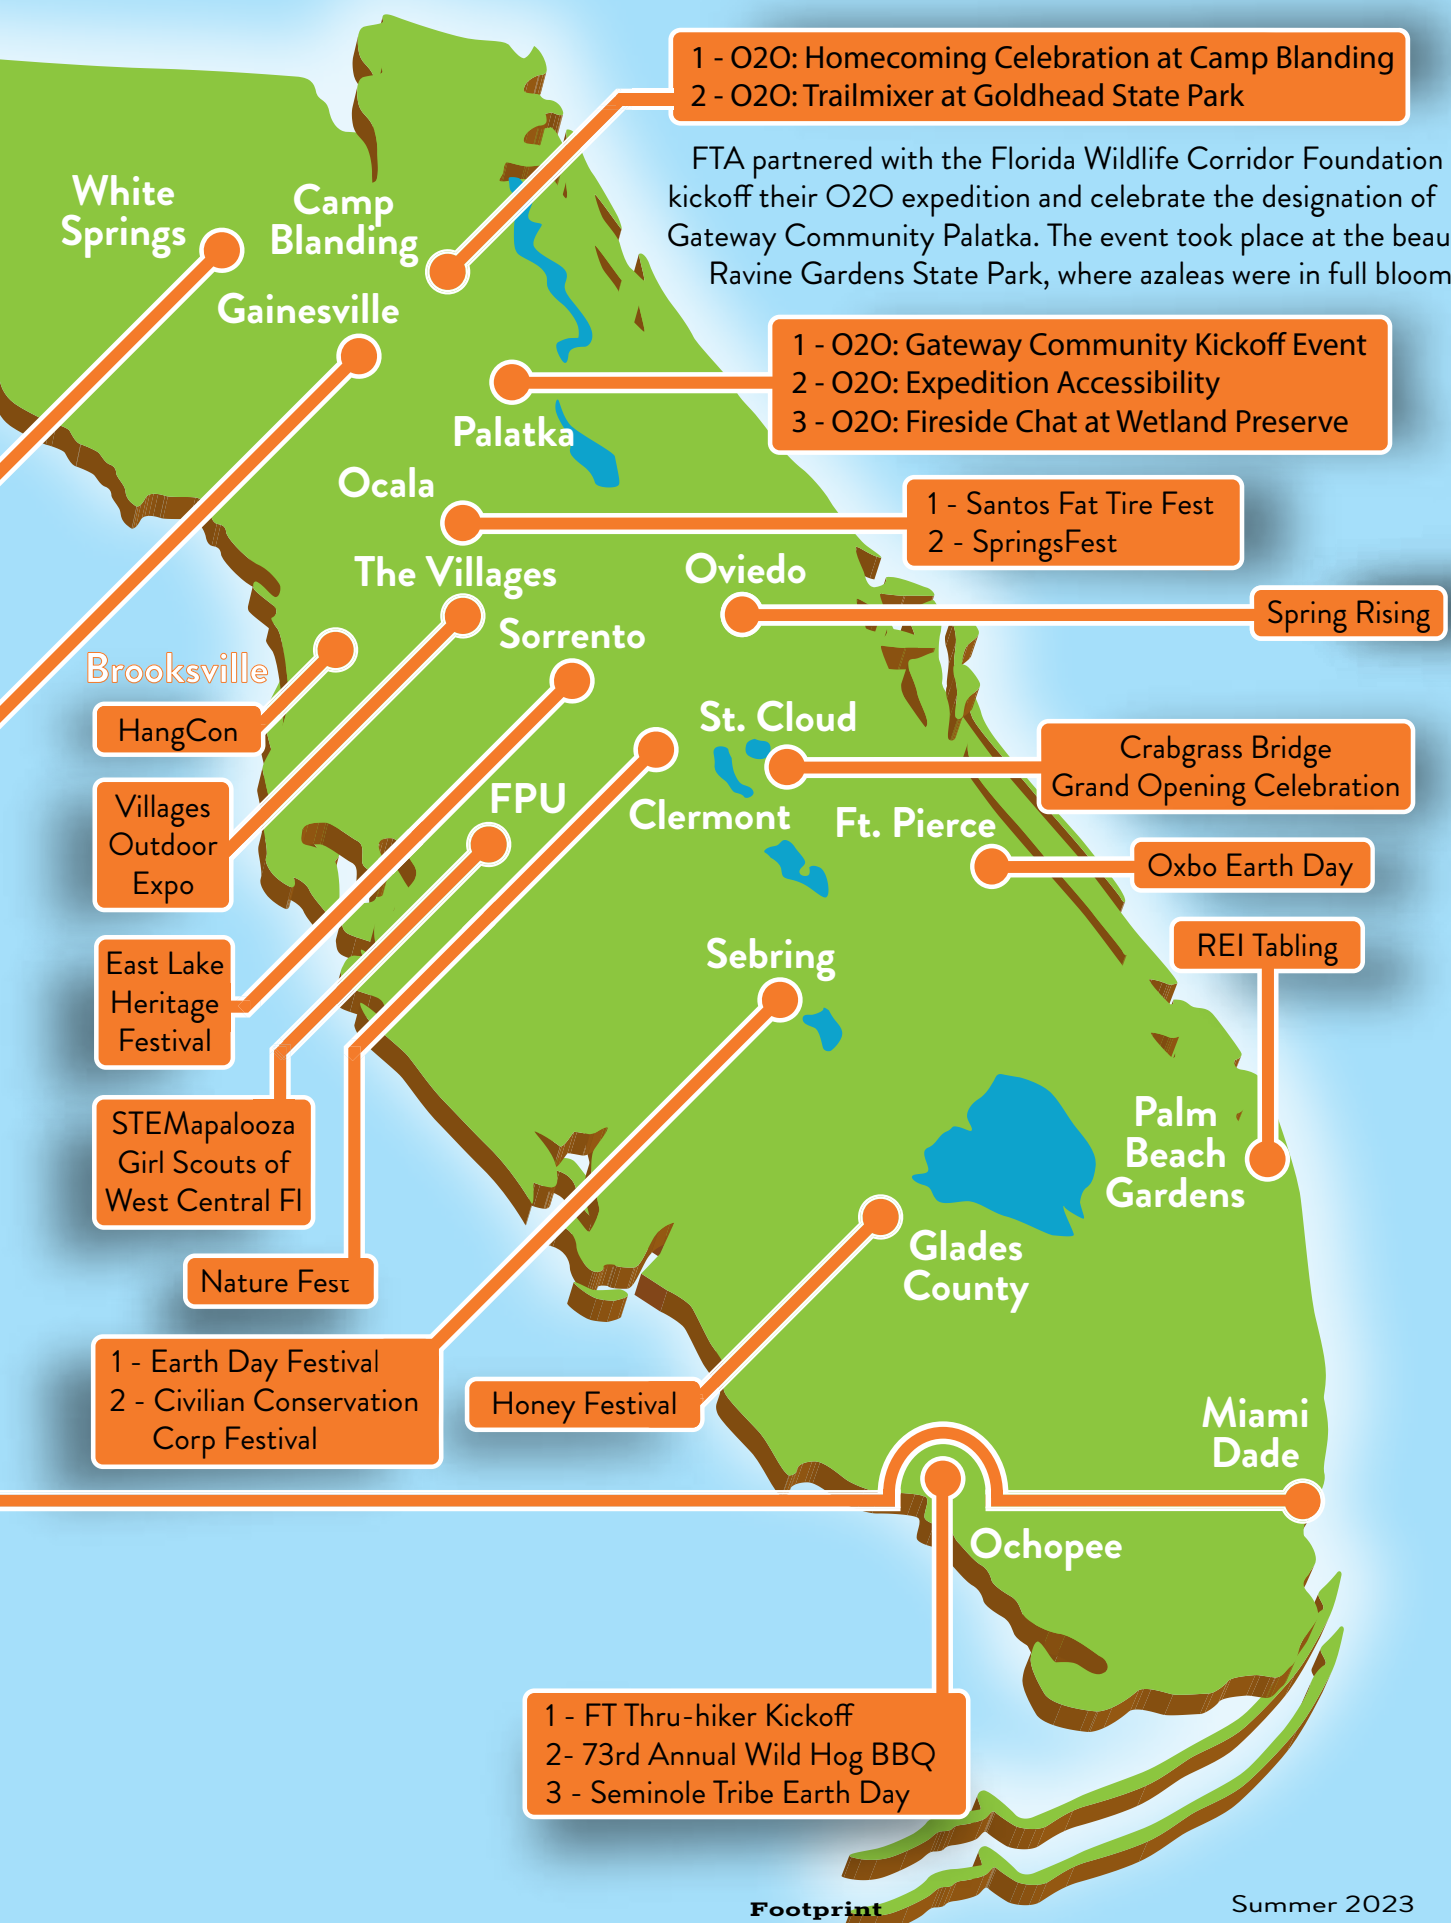 1 - O2O: Homecoming Celebration at Camp Blanding
2 - O2O: Trailmixer at Goldhead State Park
FTA partnered with the Florida Wildlife Corridor Foundation
kickoff their O2O expedition and celebrate the designation of
Gateway Community Palatka. The event took place at the beau
Ravine Gardens State Park, where azaleas were in full bloom
White
Springs
Camp
Blanding
Gainesville
1 - O2O: Gateway Community Kickoff Event
2 - O2O: Expedition Accessibility
3 - O2O: Fireside Chat at Wetland Preserve
Palatka
Ocala
1 - Santos Fat Tire Fest
2 - SpringsFest
The Villages
Oviedo
Spring Rising
Sorrento
Brooksville
HangCon
St. Cloud
Crabgrass Bridge
Grand Opening Celebration
Villages
Outdoor
Expo
FPU
Clermont
Ft. Pierce
Oxbo Earth Day
REI Tabling
East Lake
Heritage
Festival
Sebring
STEMapalooza
Girl Scouts of
West Central Fl
Palm
Beach
Gardens
Nature Fest
Glades
County
1 - Earth Day Festival
2 - Civilian Conservation
Corp Festival
Honey Festival
Miami
Dade
Ochopee
1 - FT Thru-hiker Kickoff
2- 73rd Annual Wild Hog BBQ
3 - Seminole Tribe Earth Day
Footprint
Summer 2023